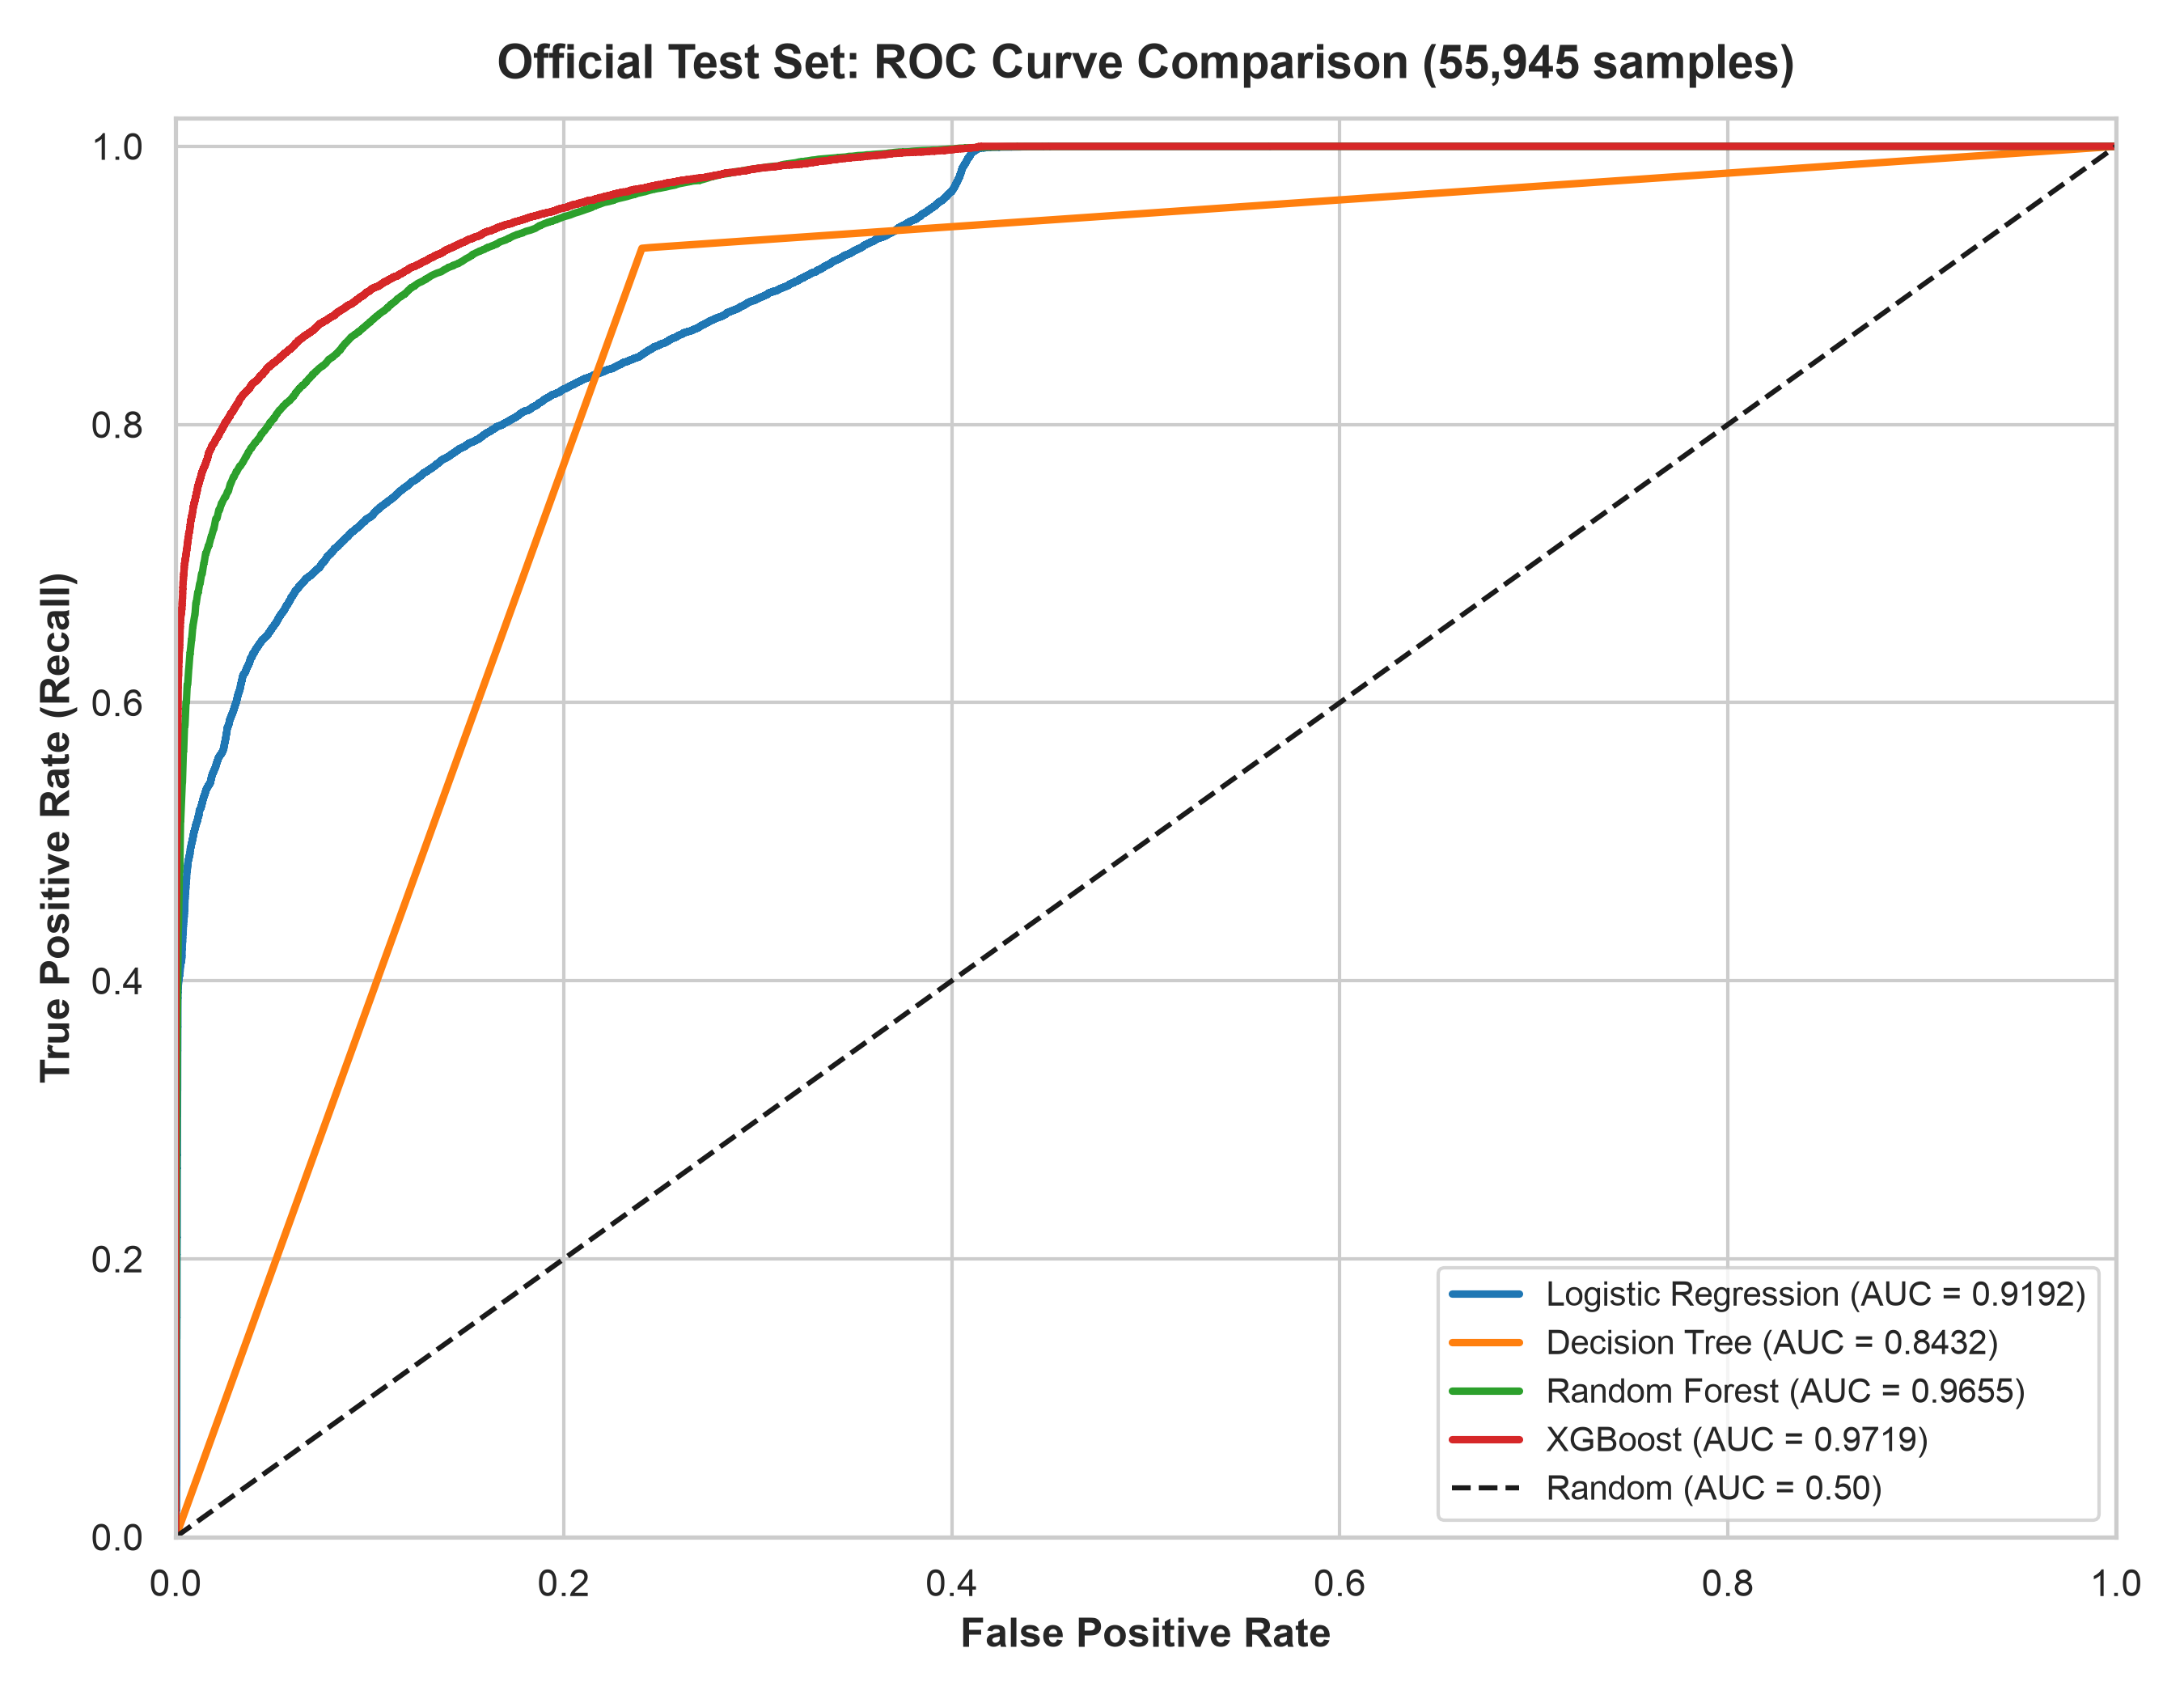 Official Test Set: ROC Curve Comparison (55,945 samples)
True Positive Rate (Recall)
1.0
0.8
0.6
0.4
0.2
0.0
0.0
0.2
0.4
0.6
0.8
1.0
False Positive Rate
Logistic Regression (AUC = 0.9192)
Decision Tree (AUC = 0.8432)
Random Forest (AUC = 0.9655)
XGBoost (AUC = 0.9719)
Random (AUC = 0.50)